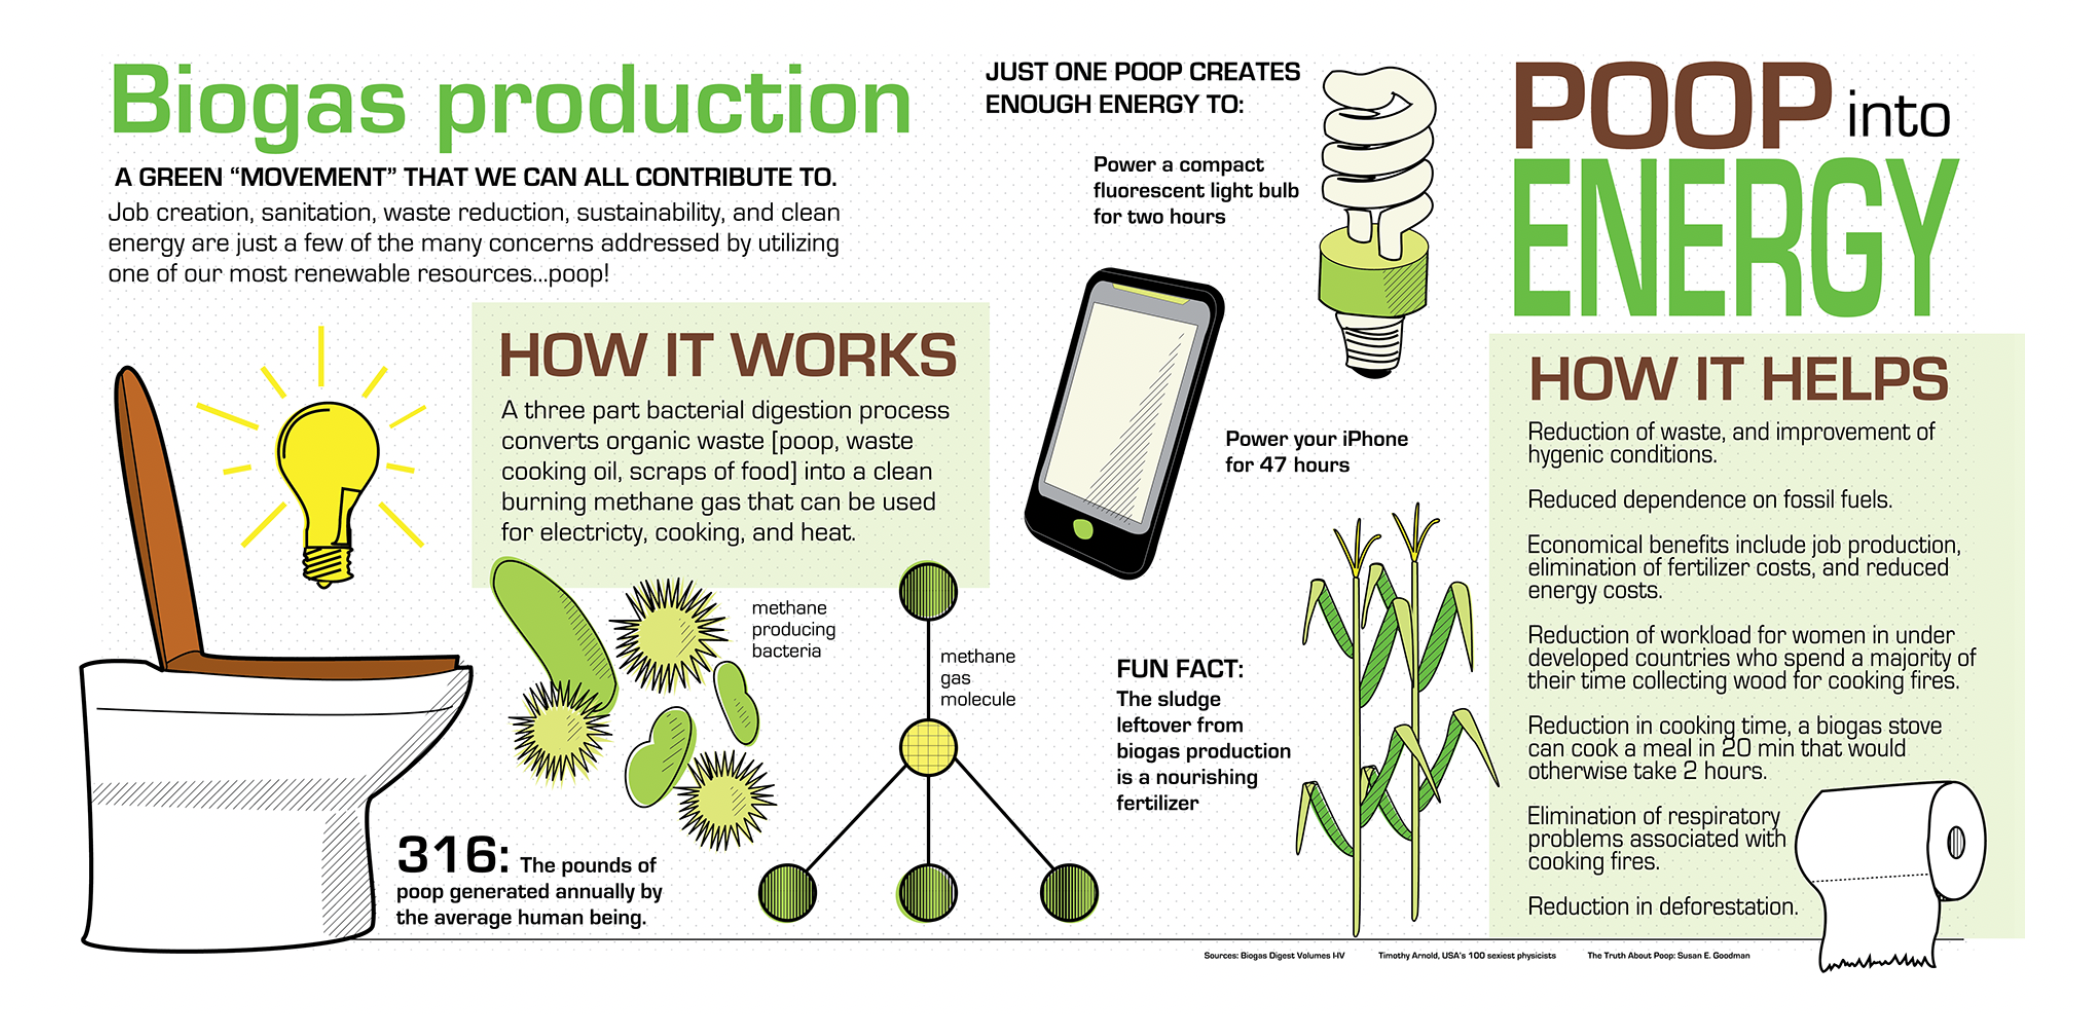 Biogas production
A GREEN “MOVEMENT” THAT WE CAN ALL CONTRIBUTE TO.
Job creation, sanitation, waste reduction, sustainability, and clean
energy are just a few of the many concerns addressed by utilizing
one of our most renewable resources...poop!
HOW IT WORKS
A three part bacterial digestion process
converts organic waste [poop, waste
cooking oil, scraps of food] into a clean
burning methane gas that can be used
for electricty, cooking, and heat.
methane
producing
bacteria
methane
gas
molecule
316: The pounds of
poop generated annually by
the average human being.
JUST ONE POOP CREATES
ENOUGH ENERGY TO:
Power a compact
fluorescent light bulb
for two hours
Power your iPhone
for 47 hours
FUN FACT:
The sludge
leftover from
biogas production
is a nourishing
fertilizer
POOP into
ENERGY
HOW IT HELPS
Reduction of waste, and improvement of
hygenic conditions.
Reduced dependence on fossil fuels.
Economical benefits include job production,
elimination of fertilizer costs, and reduced
energy costs.
Reduction of workload for women in under
developed countries who spend a majority of
their time collecting wood for cooking fires.
Reduction in cooking time, a biogas stove
can cook a meal in 20 min that would
otherwise take 2 hours.
Elimination of respiratory
problems associated with
cooking fires.
Reduction in deforestation.
Sources: Biogas Digest Volumes I-IV Timothy Arnold, USA's 100 sexiest physicists The Truth About Poop: Susan E. Goodman